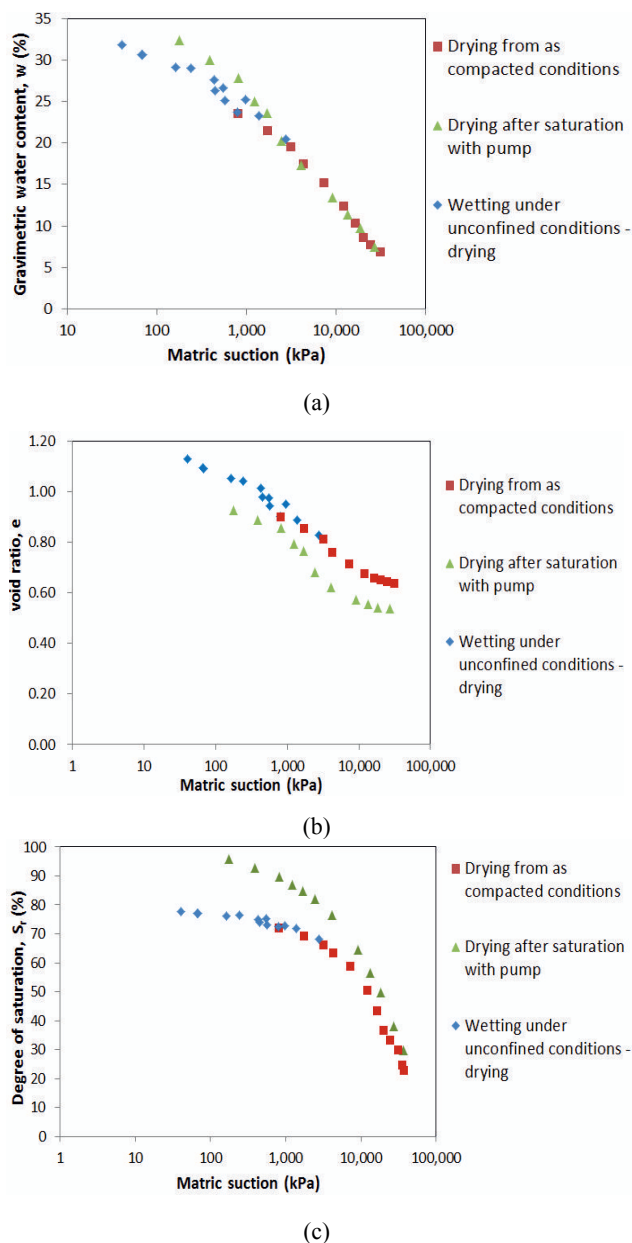 Gravimetric water content, w (%)
35
30
25
20
15
10
5
0
10
100
1,000
10,000
100,000
Matric suction (kPa)
Drying from as
compacted conditions
Drying after saturation
with pump
Wetting under
unconfined conditions -
drying
(a)
void ratio, e
1.20
1.00
0.80
0.60
0.40
0.20
0.00
1
10
100
1,000
10,000
100,000
Matric suction (kPa)
Drying from as
compacted conditions
Drying after saturation
with pump
Wetting under
unconfined conditions -
drying
(b)
Degree of saturation, Sr (%)
100
90
80
70
60
50
40
30
20
10
0
1
10
100
1,000
10,000
100,000
Matric suction (kPa)
Drying from as
compacted conditions
Drying after saturation
with pump
Wetting under
unconfined conditions -
drying
(c)